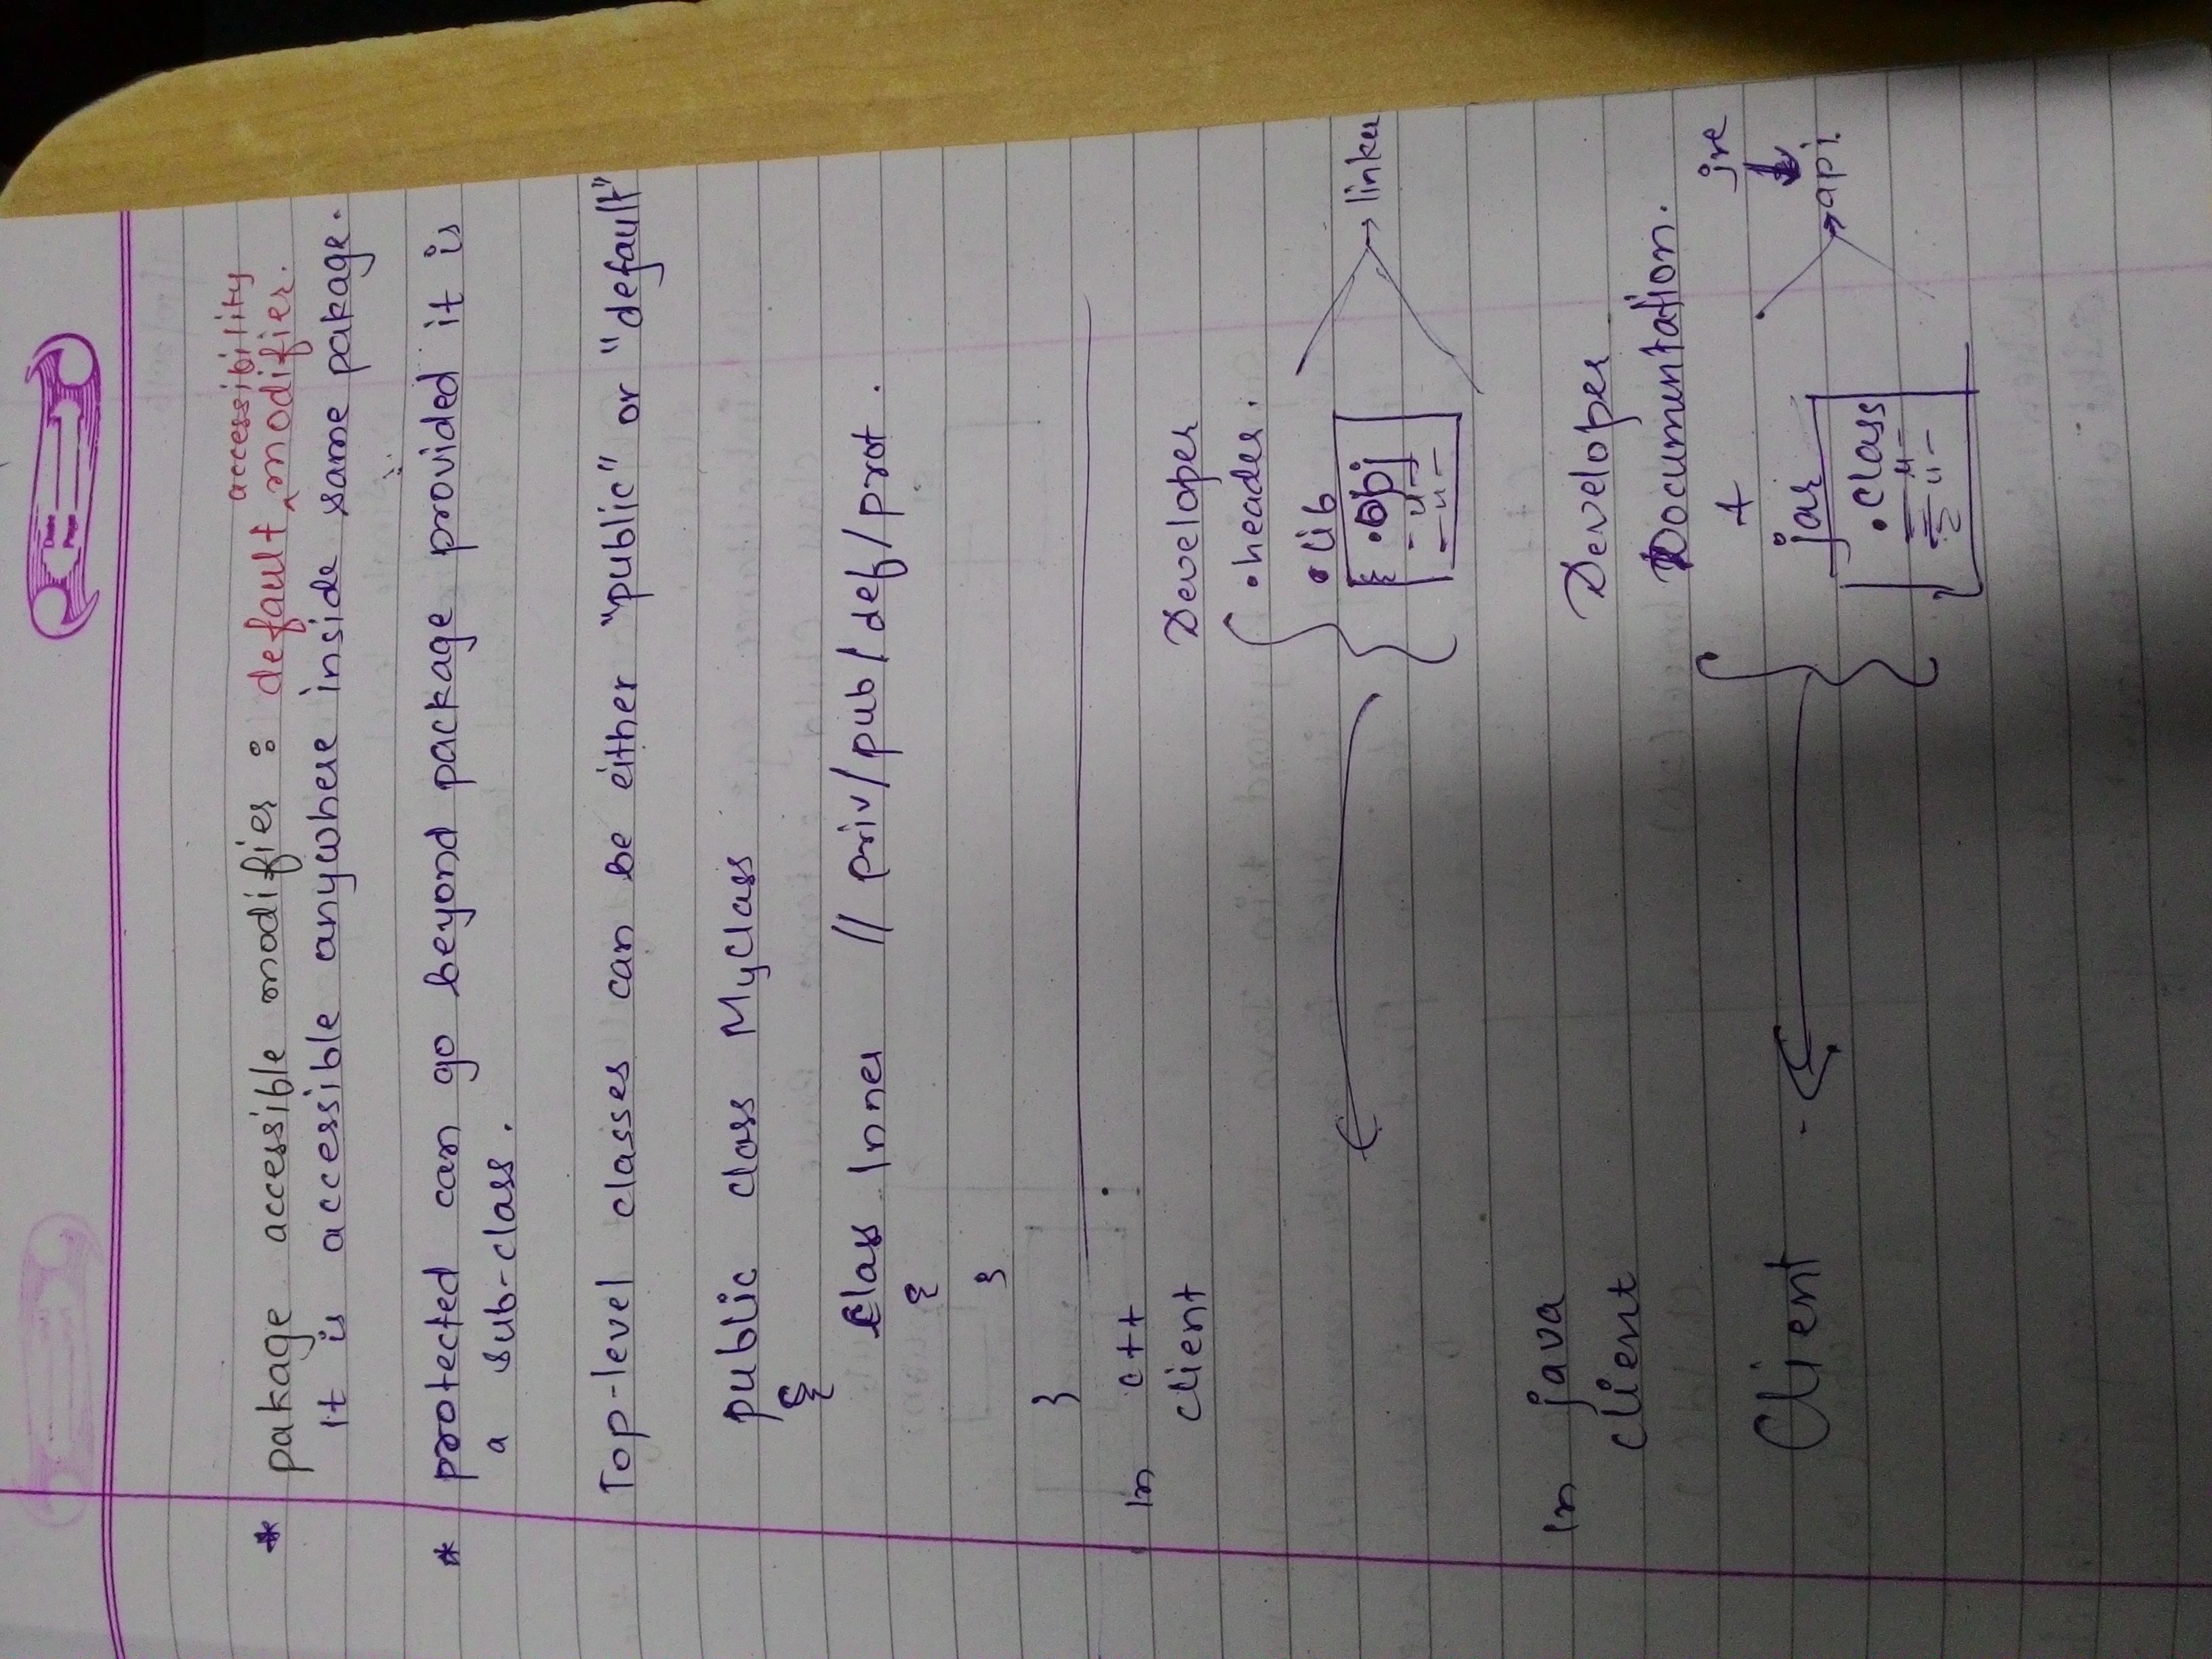 Date
Page
* pakage accessible modifier : default accessibility modifier.
It is accessible anywhere inside same pakage.
* protected can go beyond package provided it is
a sub-class.
Top-level classes can be either "public" or "default"
public class MyClass
{
class Inner // priv/pub/def/prot.
{
}
}
In c++
client Developer
.header.
.lib
.obj
-"-
-"-
linker
In java
client Developer
Documentation.
+
jre
jar
Client
api.
.class
-"-
-"-